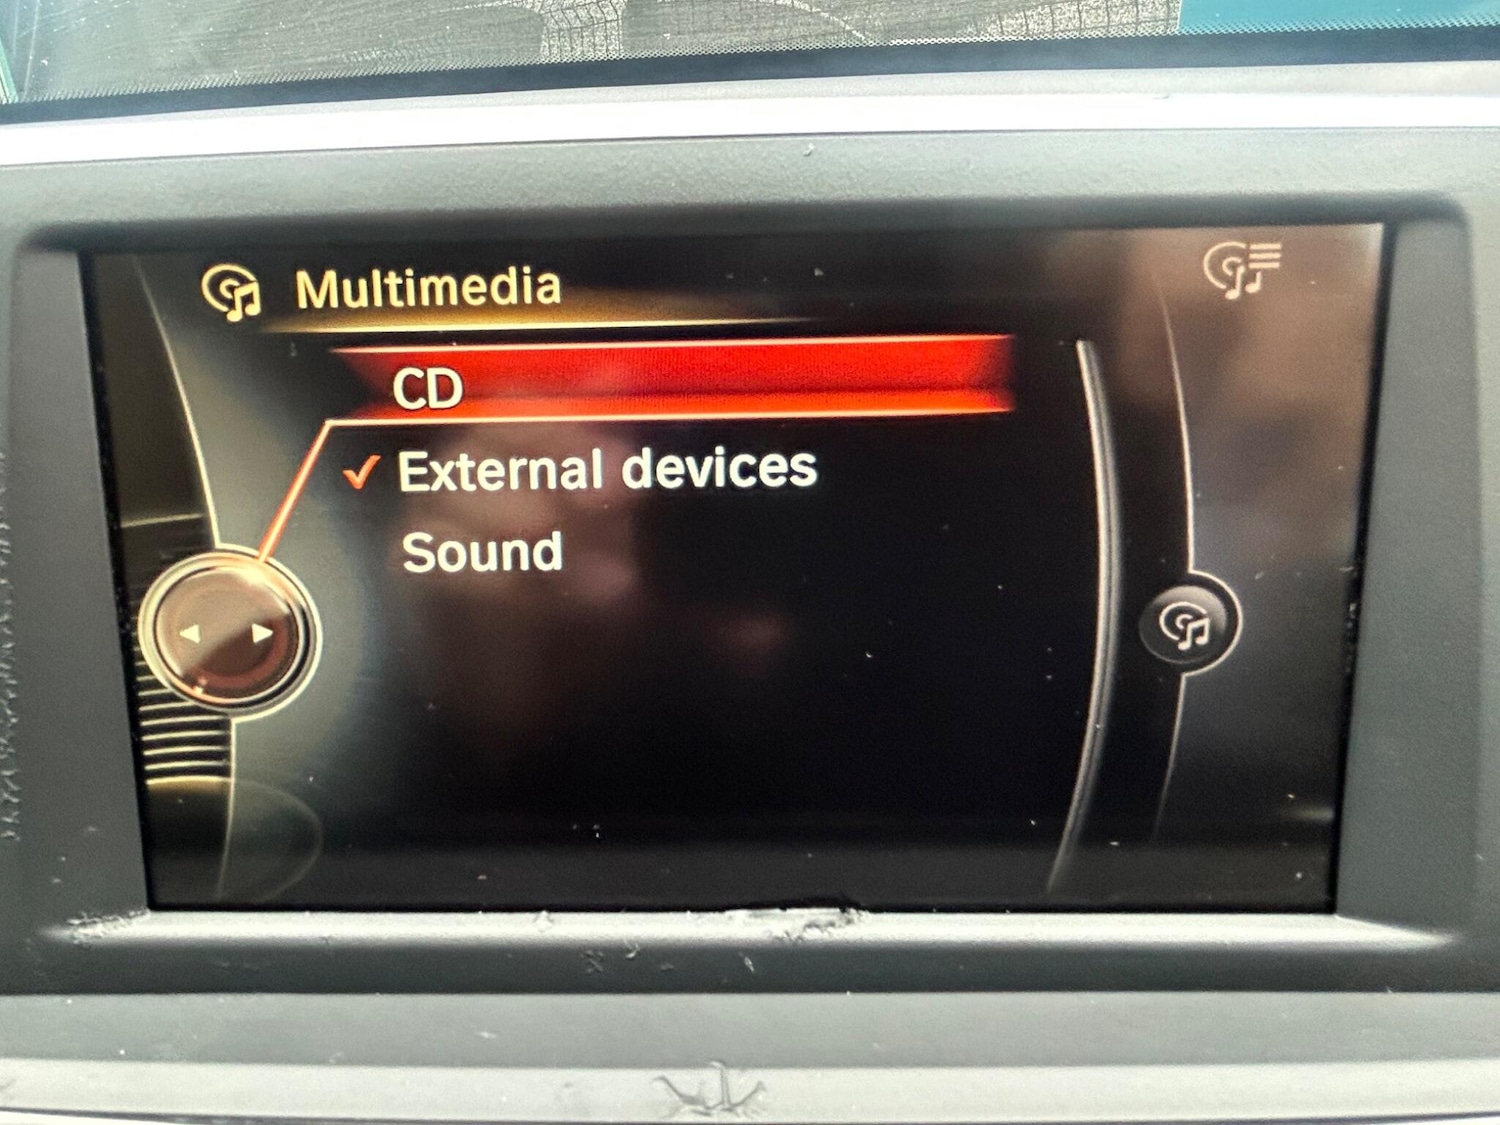 Multimedia
CD
External devices
Sound